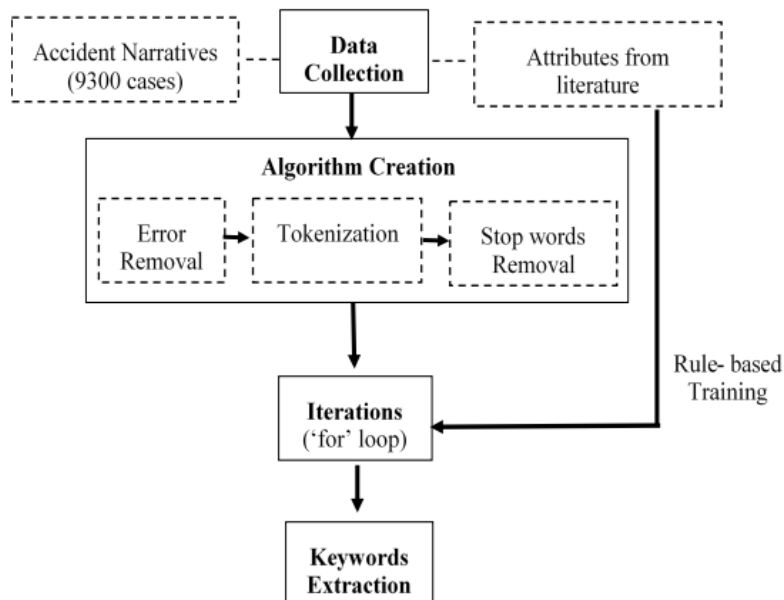 Accident Narratives
(9300 cases)
Data
Collection
Attributes from
literature
Algorithm Creation
Error
Removal
Tokenization
Stop words
Removal
Rule- based
Training
Iterations
(‘for’ loop)
Keywords
Extraction